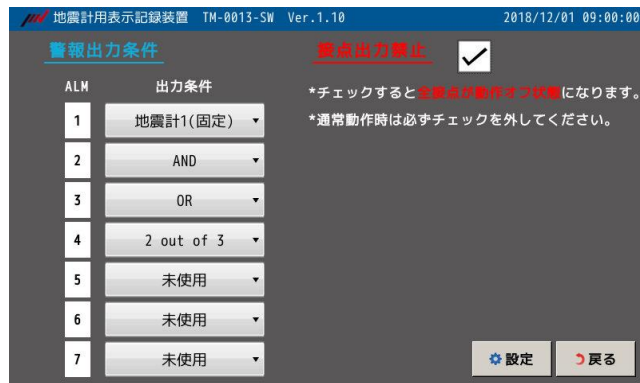 地震計用表示記録装置 TM-0013-SW Ver.1.10 2018/12/01 09:00:00
警報出力条件
接点出力禁止
ALM 出力条件
*チェックすると全接点が動作オフ状態になります。
*通常動作時は必ずチェックを外してください。
1 地震計1(固定)
2 AND
3 OR
4 2 out of 3
5 未使用
6 未使用
7 未使用
設定
戻る